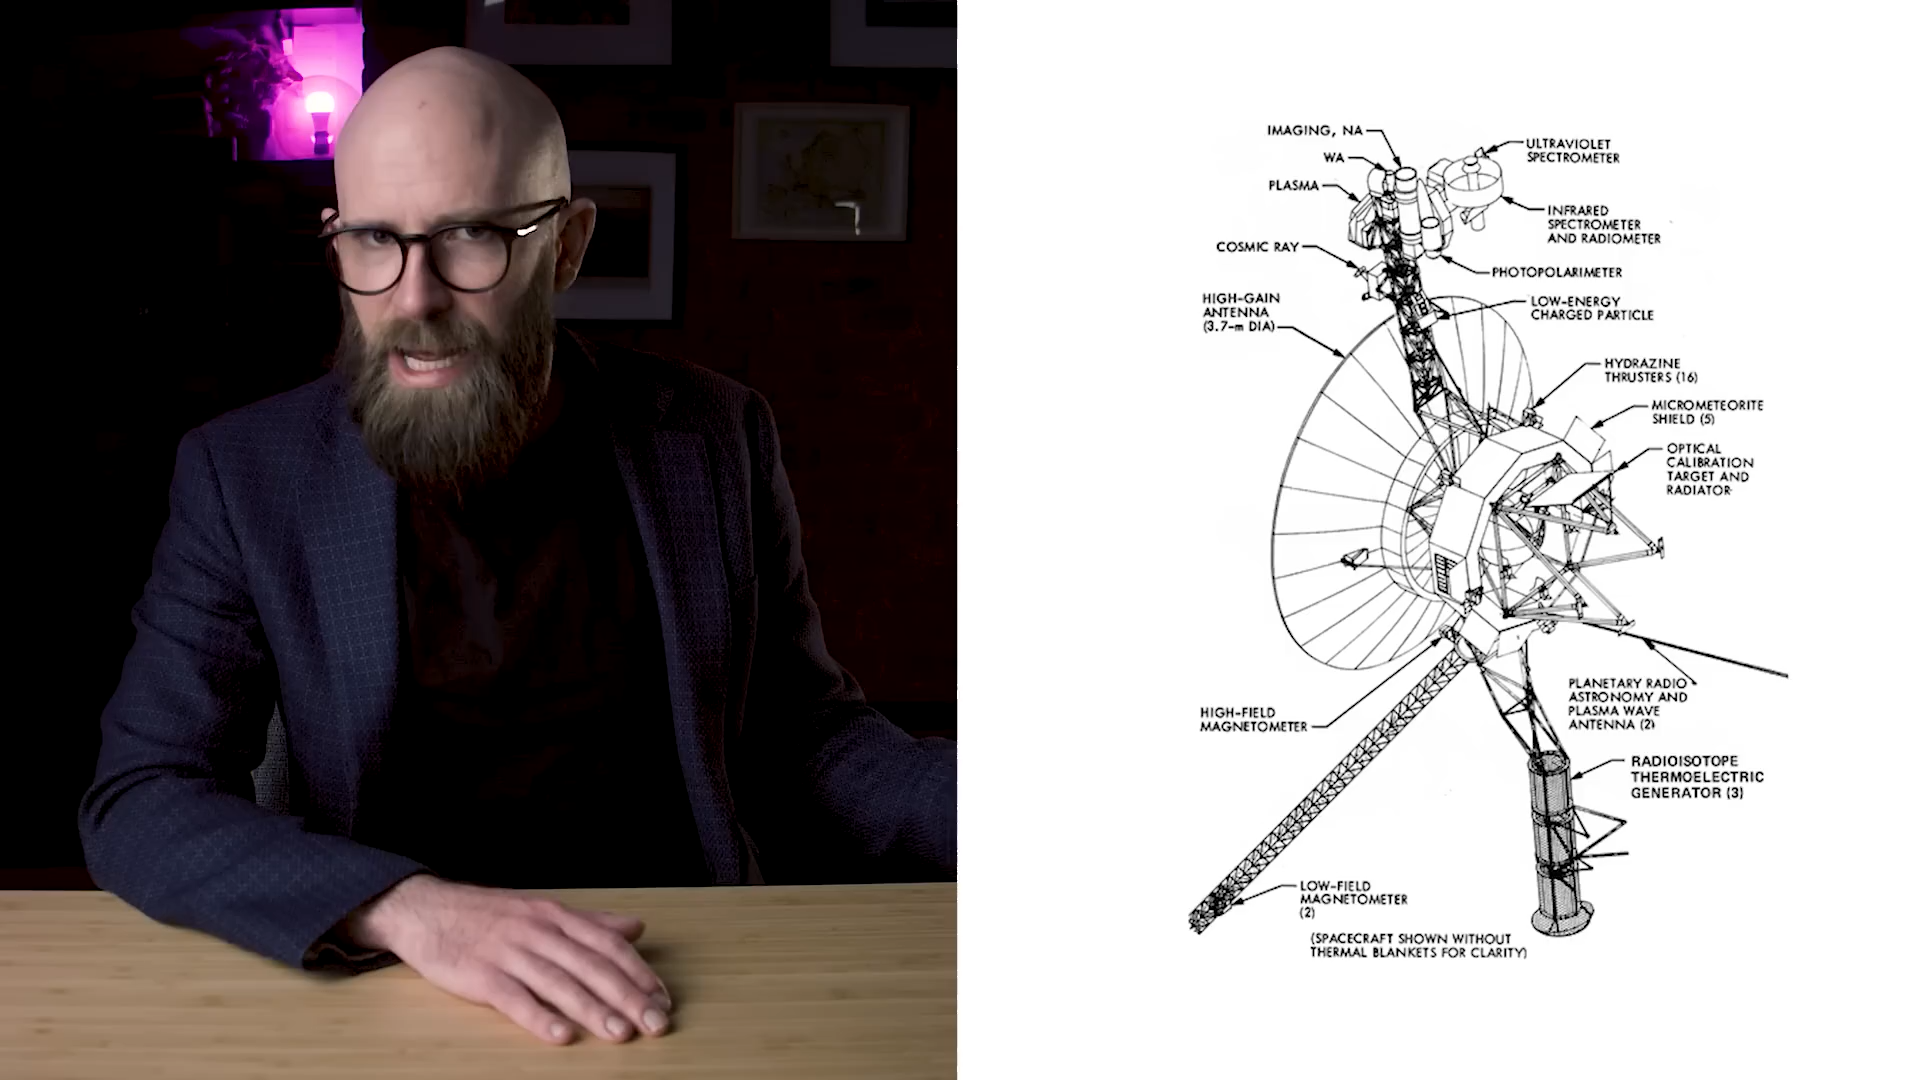 IMAGING, NA
WA
PLASMA
COSMIC RAY
HIGH-GAIN
ANTENNA
(3.7-m DIA)
ULTRAVIOLET
SPECTROMETER
INFRARED
SPECTROMETER
AND RADIOMETER
PHOTOPOLARIMETER
LOW-ENERGY
CHARGED PARTICLE
HYDRAZINE
THRUSTERS (16)
MICROMETEORITE
SHIELD (5)
OPTICAL
CALIBRATION
TARGET AND
RADIATOR
PLANETARY RADIO
ASTRONOMY AND
PLASMA WAVE
ANTENNA (2)
HIGH-FIELD
MAGNETOMETER
RADIOISOTOPE
THERMOELECTRIC
GENERATOR (3)
LOW-FIELD
MAGNETOMETER
(2)
(SPACECRAFT SHOWN WITHOUT
THERMAL BLANKETS FOR CLARITY)